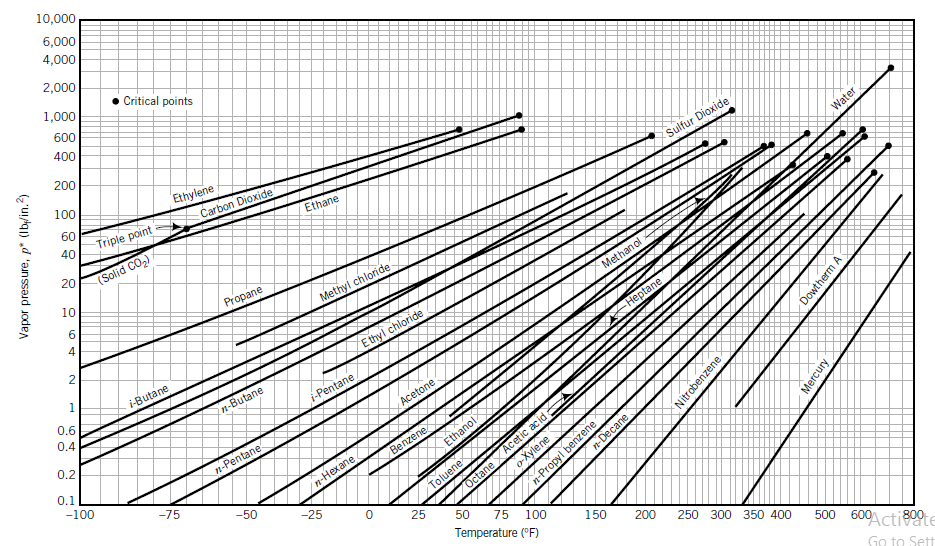 10,000
6,000
4,000
2,000
1,000
600
400
200
100
60
40
20
10
6
4
2
1
0.6
0.4
0.2
0.1
Vapor pressure, p* (lbf/in.²)
Critical points
Ethylene
Carbon Dioxide
Ethane
Triple point
(Solid CO₂)
Propane
Methyl chloride
Sulfur Dioxide
Water
i-Butane
n-Butane
Ethyl chloride
i-Pentane
n-Pentane
Acetone
n-Hexane
Benzene
Ethanol
Methanol
Heptane
Toluene
Octane
Acetic acid
o-Xylene
n-Propyl benzene
n-Decane
Nitrobenzene
Dowtherm A
Mercury
-100 -75 -50 -25 0 25 50 75 100 150 200 250 300 350 400 500 600 800
Temperature (°F)
Activate
Go to Sett